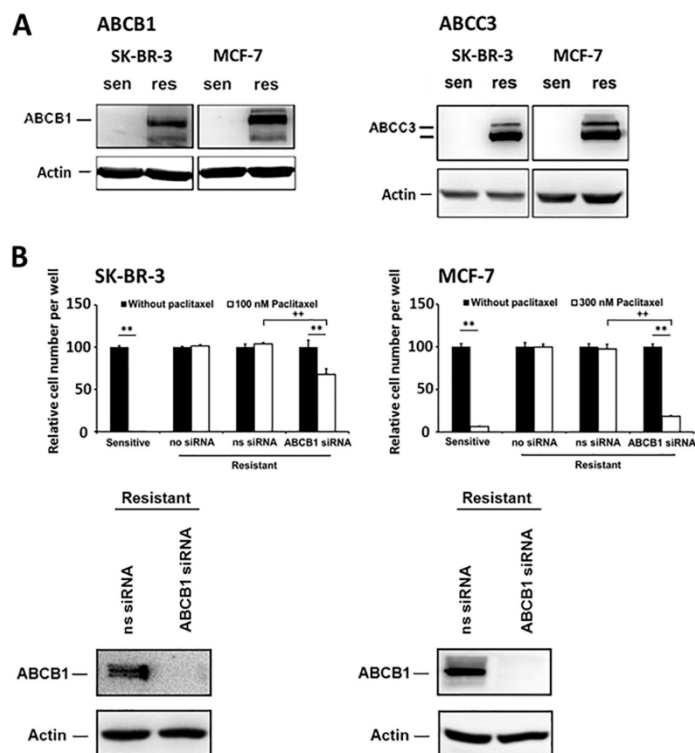 A
ABCB1
SK-BR-3 MCF-7
sen res sen res
ABCB1
Actin
ABCC3
SK-BR-3 MCF-7
sen res sen res
ABCC3
Actin
B
SK-BR-3
Relative cell number per well
150
100
50
0
Without paclitaxel 100 nM Paclitaxel
**
++
**
Sensitive no siRNA ns siRNA ABCB1 siRNA
Resistant
MCF-7
Relative cell number per well
150
100
50
0
Without paclitaxel 300 nM Paclitaxel
**
++
**
Sensitive no siRNA ns siRNA ABCB1 siRNA
Resistant
Resistant
ns siRNA
ABCB1 siRNA
ABCB1
Actin
Resistant
ns siRNA
ABCB1 siRNA
ABCB1
Actin